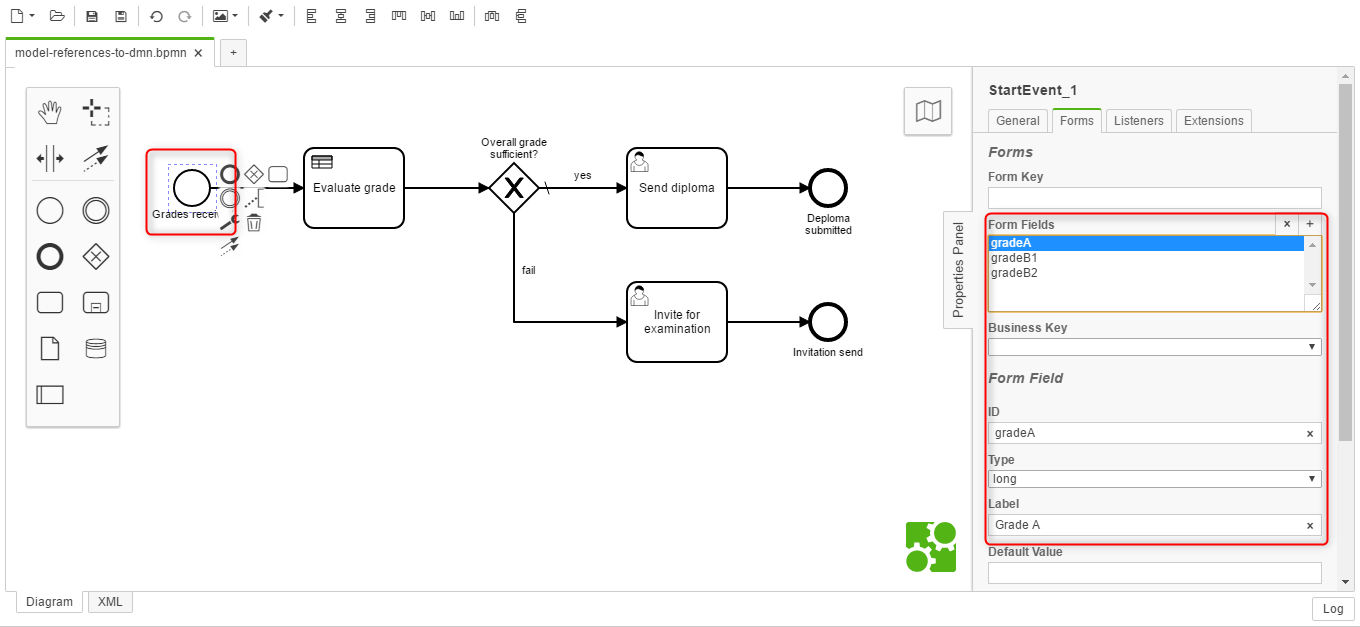 model-references-to-dmn.bpmn ×
+
Grades recei
Evaluate grade
Overall grade
sufficient?
yes
fail
Send diploma
Deploma
submitted
Invite for
examination
Invitation send
Properties Panel
StartEvent_1
General
Forms
Listeners
Extensions
Forms
Form Key
Form Fields × +
gradeA
gradeB1
gradeB2
Business Key
Form Field
ID
gradeA ×
Type
long
Label
Grade A ×
Default Value
Diagram
XML
Log